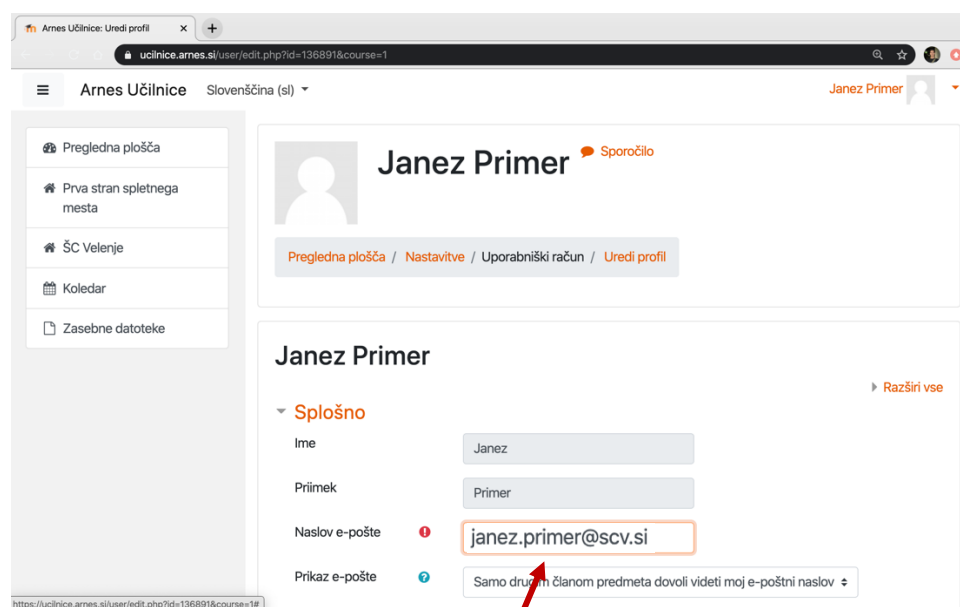 Arnes Učilnice: Uredi profil
ucilnice.arnes.si/user/edit.php?id=136891&course=1
Arnes Učilnice Slovenščina (sl)
Janez Primer
Pregledna plošča
Prva stran spletnega
mesta
ŠC Velenje
Koledar
Zasebne datoteke
Janez Primer Sporočilo
Pregledna plošča / Nastavitve / Uporabniški račun / Uredi profil
Janez Primer
Razširi vse
Splošno
Ime Janez
Priimek Primer
Naslov e-pošte janez.primer@scv.si
Prikaz e-pošte Samo drugim članom predmeta dovoli videti moj e-poštni naslov
https://ucilnice.arnes.si/user/edit.php?id=136891&course=1#